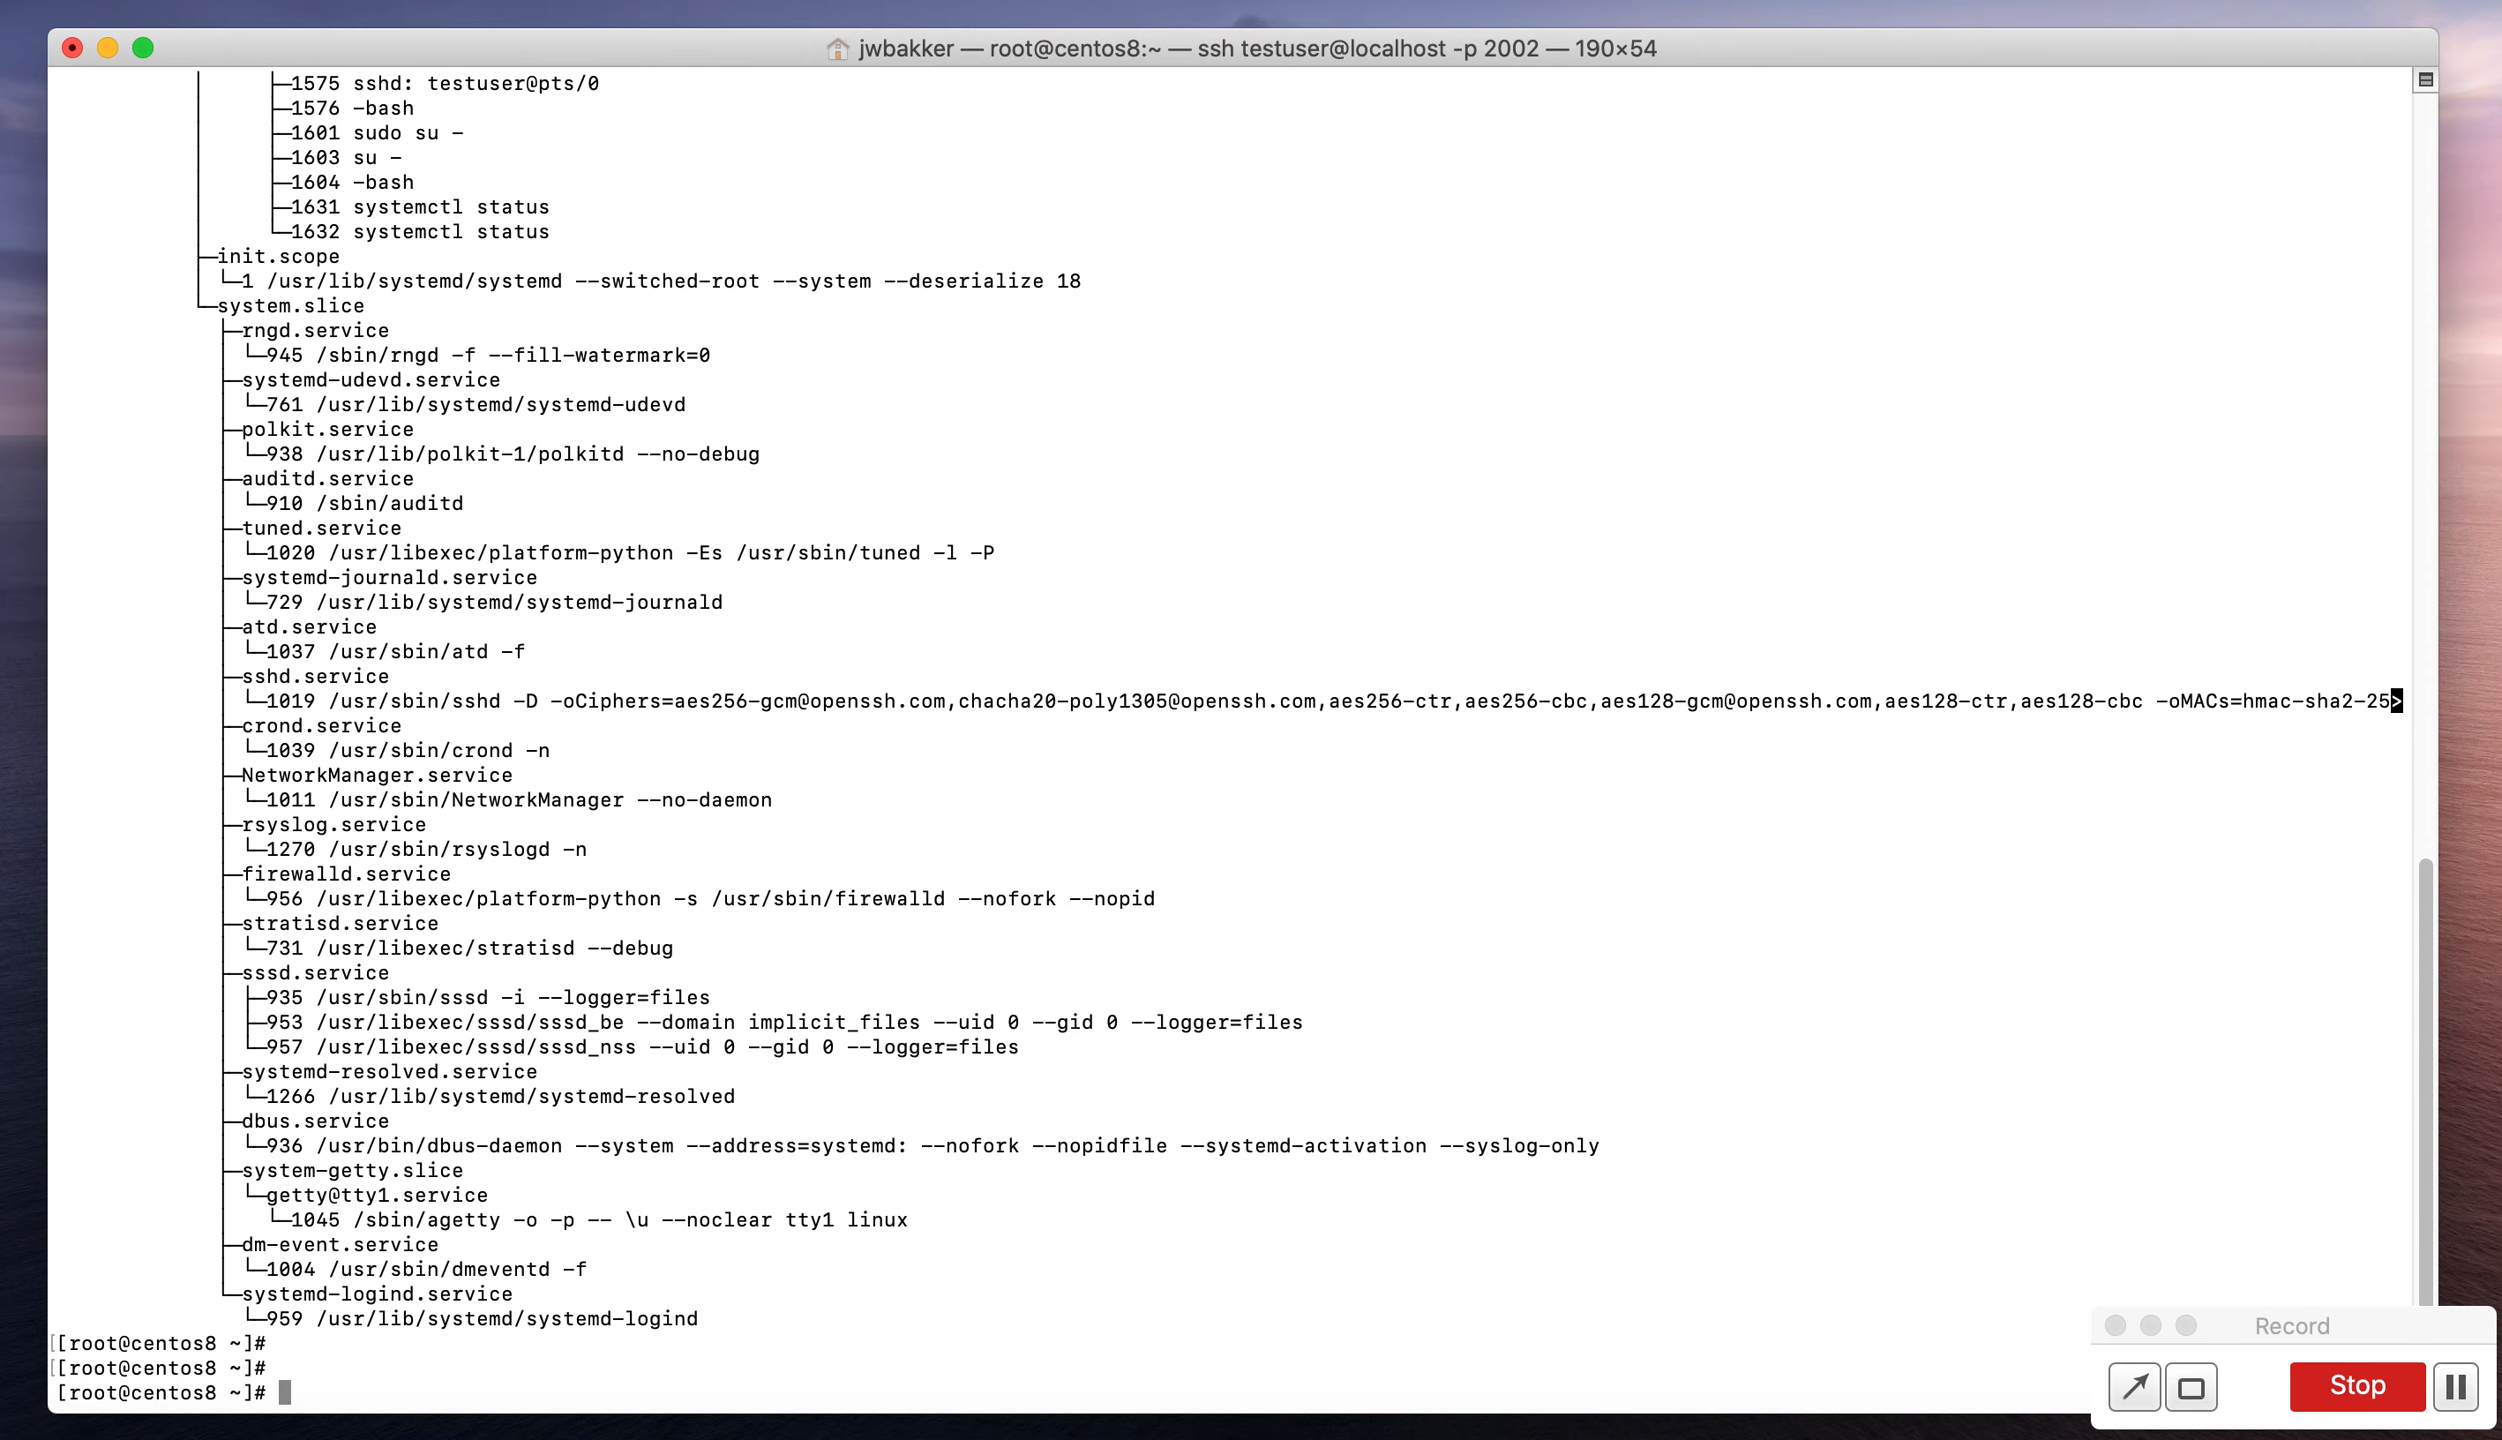 jwbakker — root@centos8:~ — ssh testuser@localhost -p 2002 — 190×54
├─1575 sshd: testuser@pts/0
├─1576 -bash
├─1601 sudo su -
├─1603 su -
├─1604 -bash
├─1631 systemctl status
└─1632 systemctl status
├─init.scope
│ └─1 /usr/lib/systemd/systemd --switched-root --system --deserialize 18
└─system.slice
├─rngd.service
│ └─945 /sbin/rngd -f --fill-watermark=0
├─systemd-udevd.service
│ └─761 /usr/lib/systemd/systemd-udevd
├─polkit.service
│ └─938 /usr/lib/polkit-1/polkitd --no-debug
├─auditd.service
│ └─910 /sbin/auditd
├─tuned.service
│ └─1020 /usr/libexec/platform-python -Es /usr/sbin/tuned -l -P
├─systemd-journald.service
│ └─729 /usr/lib/systemd/systemd-journald
├─atd.service
│ └─1037 /usr/sbin/atd -f
├─sshd.service
│ └─1019 /usr/sbin/sshd -D -oCiphers=aes256-gcm@openssh.com,chacha20-poly1305@openssh.com,aes256-ctr,aes256-cbc,aes128-gcm@openssh.com,aes128-ctr,aes128-cbc -oMACs=hmac-sha2-25>
├─crond.service
│ └─1039 /usr/sbin/crond -n
├─NetworkManager.service
│ └─1011 /usr/sbin/NetworkManager --no-daemon
├─rsyslog.service
│ └─1270 /usr/sbin/rsyslogd -n
├─firewalld.service
│ └─956 /usr/libexec/platform-python -s /usr/sbin/firewalld --nofork --nopid
├─stratisd.service
│ └─731 /usr/libexec/stratisd --debug
├─sssd.service
│ ├─935 /usr/sbin/sssd -i --logger=files
│ ├─953 /usr/libexec/sssd/sssd_be --domain implicit_files --uid 0 --gid 0 --logger=files
│ └─957 /usr/libexec/sssd/sssd_nss --uid 0 --gid 0 --logger=files
├─systemd-resolved.service
│ └─1266 /usr/lib/systemd/systemd-resolved
├─dbus.service
│ └─936 /usr/bin/dbus-daemon --system --address=systemd: --nofork --nopidfile --systemd-activation --syslog-only
├─system-getty.slice
│ └─getty@tty1.service
│ └─1045 /sbin/agetty -o -p -- \u --noclear tty1 linux
├─dm-event.service
│ └─1004 /usr/sbin/dmeventd -f
└─systemd-logind.service
└─959 /usr/lib/systemd/systemd-logind
[[root@centos8 ~]#
[[root@centos8 ~]#
[root@centos8 ~]#
Record
Stop